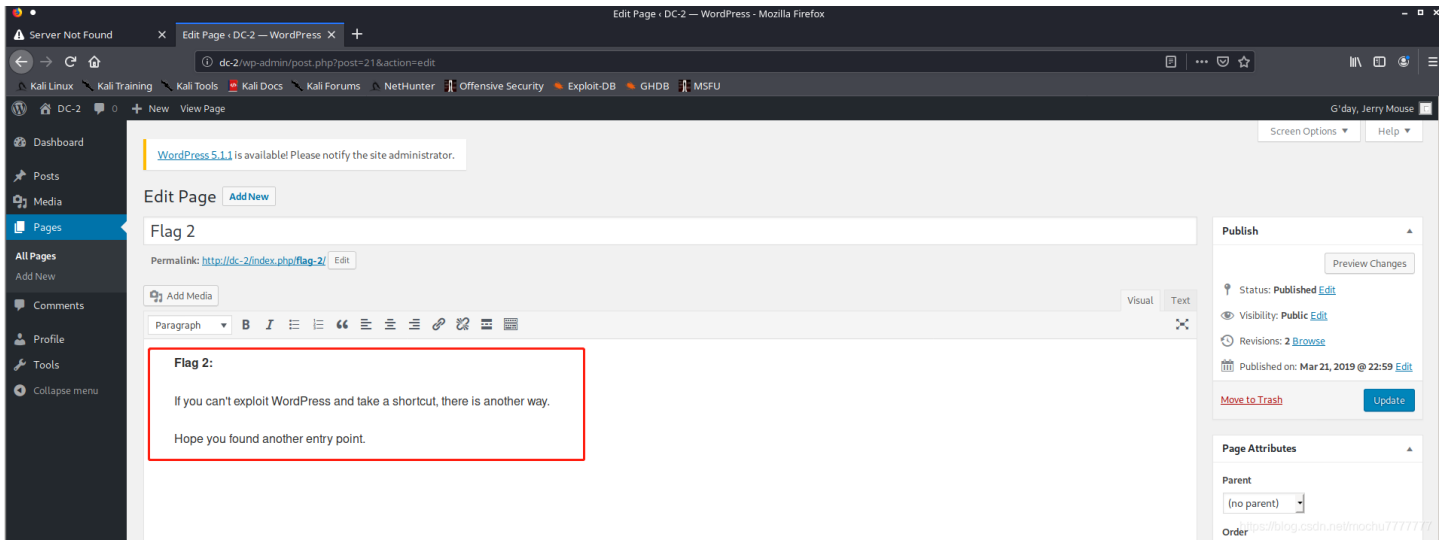 Edit Page ‹ DC-2 — WordPress - Mozilla Firefox
Server Not Found
Edit Page ‹ DC-2 — WordPress
dc-2/wp-admin/post.php?post=21&action=edit
Kali Linux Kali Training Kali Tools Kali Docs Kali Forums NetHunter Offensive Security Exploit-DB GHDB MSFU
DC-2 0 + New View Page G'day, Jerry Mouse
Screen Options Help
Dashboard
Posts
Media
Pages
All Pages
Add New
Comments
Profile
Tools
Collapse menu
WordPress 5.1.1 is available! Please notify the site administrator.
Edit Page Add New
Flag 2
Permalink: http://dc-2/index.php/flag-2/ Edit
Add Media
Visual Text
Paragraph
Flag 2:
If you can't exploit WordPress and take a shortcut, there is another way.
Hope you found another entry point.
Publish
Preview Changes
Status: Published Edit
Visibility: Public Edit
Revisions: 2 Browse
Published on: Mar 21, 2019 @ 22:59 Edit
Move to Trash Update
Page Attributes
Parent
(no parent)
Order
https://blog.csdn.net/mochu7777777